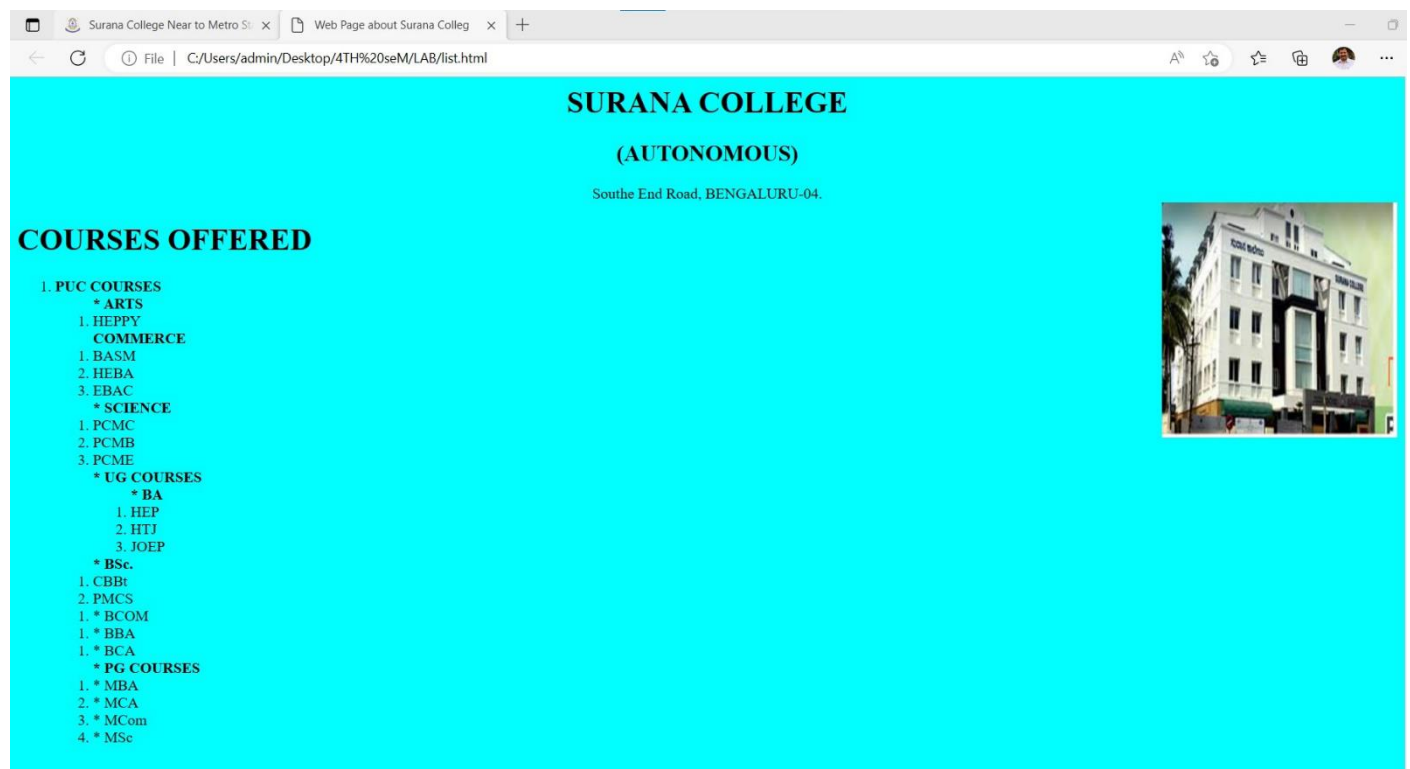 Surana College Near to Metro St
Web Page about Surana Colleg
File | C:/Users/admin/Desktop/4TH%20seM/LAB/list.html
SURANA COLLEGE
(AUTONOMOUS)
Southe End Road, BENGALURU-04.
COURSES OFFERED
1. PUC COURSES
* ARTS
1. HEPPY
COMMERCE
1. BASM
2. HEBA
3. EBAC
* SCIENCE
1. PCMC
2. PCMB
3. PCME
* UG COURSES
* BA
1. HEP
2. HTJ
3. JOEP
* BSc.
1. CBBt
2. PMCS
1. * BCOM
1. * BBA
1. * BCA
* PG COURSES
1. * MBA
2. * MCA
3. * MCom
4. * MSc
SURANA COLLEGE